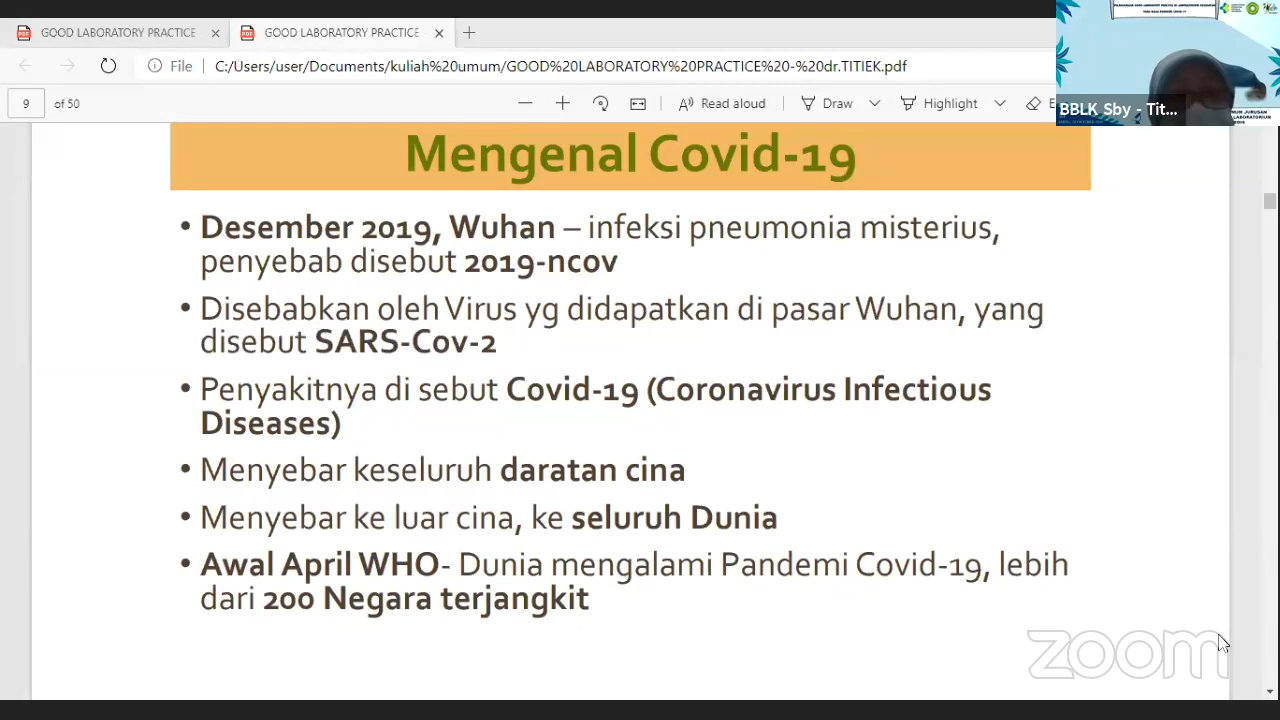 GOOD LABORATORY PRACTICE
GOOD LABORATORY PRACTICE
File
C:/Users/user/Documents/kuliah%20umum/GOOD%20LABORATORY%20PRACTICE%20-%20dr.TITIEK.pdf
9 of 50
Read aloud
Draw
Highlight
BBLK Sby - Tit...
Mengenal Covid-19
• Desember 2019, Wuhan – infeksi pneumonia misterius,
penyebab disebut 2019-ncov
• Disebabkan oleh Virus yg didapatkan di pasar Wuhan, yang
disebut SARS-Cov-2
• Penyakitnya di sebut Covid-19 (Coronavirus Infectious
Diseases)
• Menyebar keseluruh daratan cina
• Menyebar ke luar cina, ke seluruh Dunia
• Awal April WHO- Dunia mengalami Pandemi Covid-19, lebih
dari 200 Negara terjangkit
zoom